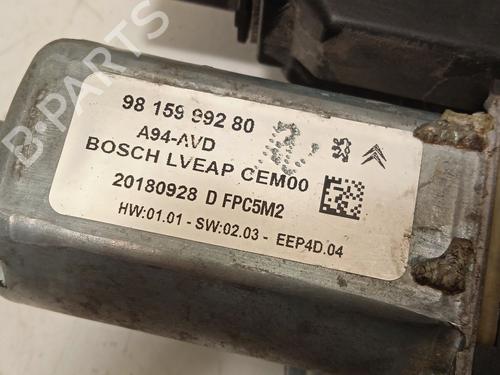 98 159 992 80
A94-AVD
BOSCH LVEAP CEM00
20180928 D FPC5M2
HW:01.01 - SW:02.03 - EEP4D.04
B-PARTS